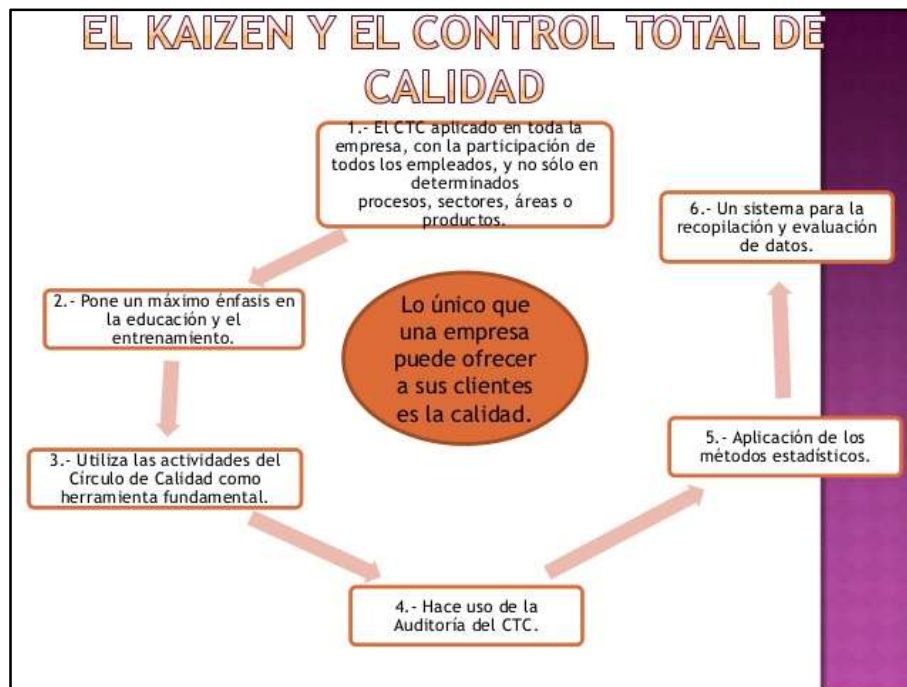 EL KAIZEN Y EL CONTROL TOTAL DE
CALIDAD
1.- El CTC aplicado en toda la
empresa, con la participación de
todos los empleados, y no sólo en
determinados
procesos, sectores, áreas o
productos.
2.- Pone un máximo énfasis en
la educación y el
entrenamiento.
3.- Utiliza las actividades del
Círculo de Calidad como
herramienta fundamental.
4.- Hace uso de la
Auditoría del CTC.
5.- Aplicación de los
métodos estadísticos.
6.- Un sistema para la
recopilación y evaluación
de datos.
Lo único que
una empresa
puede ofrecer
a sus clientes
es la calidad.